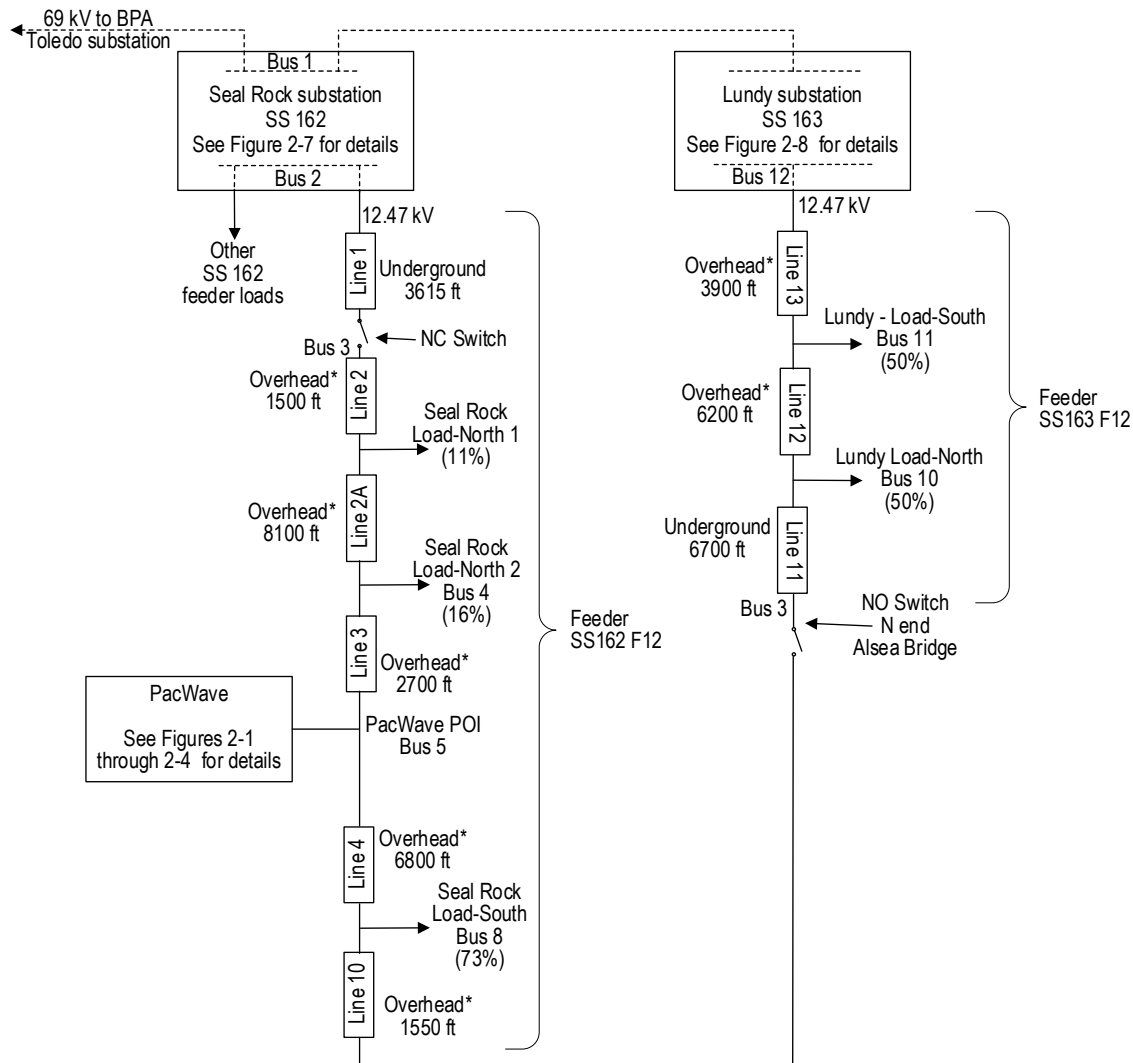 69 kV to BPA
Toledo substation
Bus 1
Seal Rock substation
SS 162
See Figure 2-7 for details
Bus 2
Lundy substation
SS 163
See Figure 2-8 for details
Bus 12
12.47 kV
Other
SS 162
feeder loads
Line 1
Underground
3615 ft
Bus 3
NC Switch
Overhead*
1500 ft
Line 2
Seal Rock
Load-North 1
(11%)
Overhead*
8100 ft
Line 2A
Seal Rock
Load-North 2
Bus 4
(16%)
Line 3
Overhead*
2700 ft
PacWave
See Figures 2-1
through 2-4 for details
PacWave POI
Bus 5
Line 4
Overhead*
6800 ft
Seal Rock
Load-South
Bus 8
(73%)
Line 10
Overhead*
1550 ft
Feeder
SS162 F12
12.47 kV
Overhead*
3900 ft
Line 13
Lundy - Load-South
Bus 11
(50%)
Overhead*
6200 ft
Line 12
Lundy Load-North
Bus 10
(50%)
Underground
6700 ft
Line 11
Bus 3
NO Switch
N end
Alsea Bridge
Feeder
SS163 F12